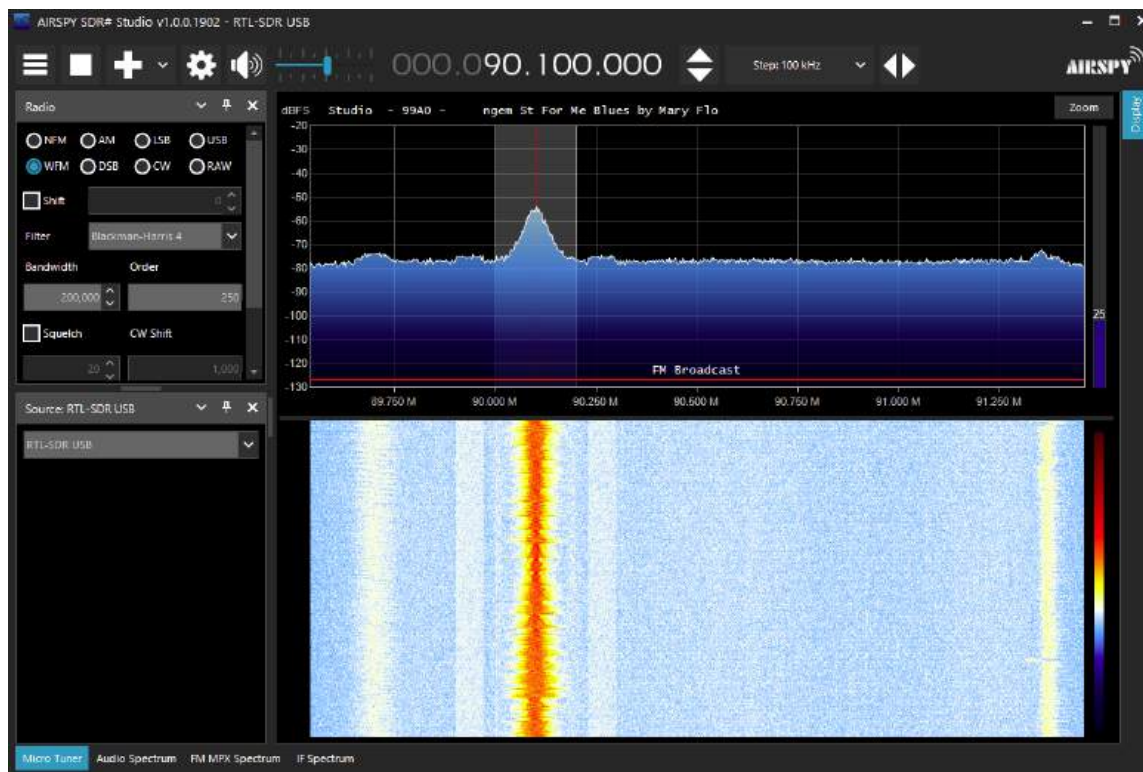 AIRSPY SDR# Studio v1.0.0.1902 - RTL-SDR USB
000.090.100.000
Step: 100 kHz
AIRSPY
Radio
NFM AM LSB USB
WFM DSB CW RAW
Shift 0
Filter Blackman-Harris 4
Bandwidth Order
200,000 250
Squelch CW Shift
20 1,000
Source: RTL-SDR USB
RTL-SDR USB
dBFS Studio - 99A0 - ngem St For Me Blues by Mary Flo
Zoom
Display
-20
-30
-40
-50
-60
-70
-80
-90
-100
-110
-120
-130
25
FM Broadcast
89.750 M 90.000 M 90.250 M 90.500 M 90.750 M 91.000 M 91.250 M
Micro Tuner Audio Spectrum FM MPX Spectrum IF Spectrum